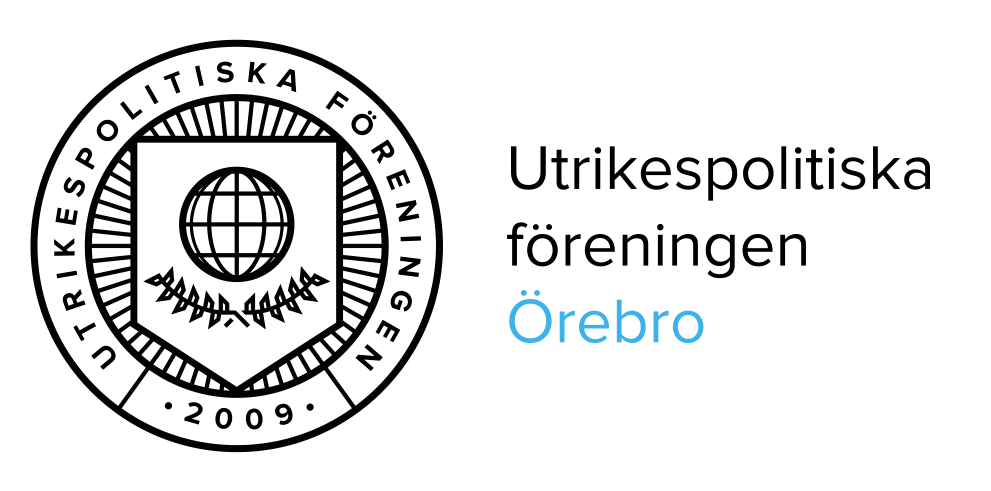 UTRIKESPOLITISKA FÖRENINGEN
· 2009 ·
Utrikespolitiska
föreningen
Örebro